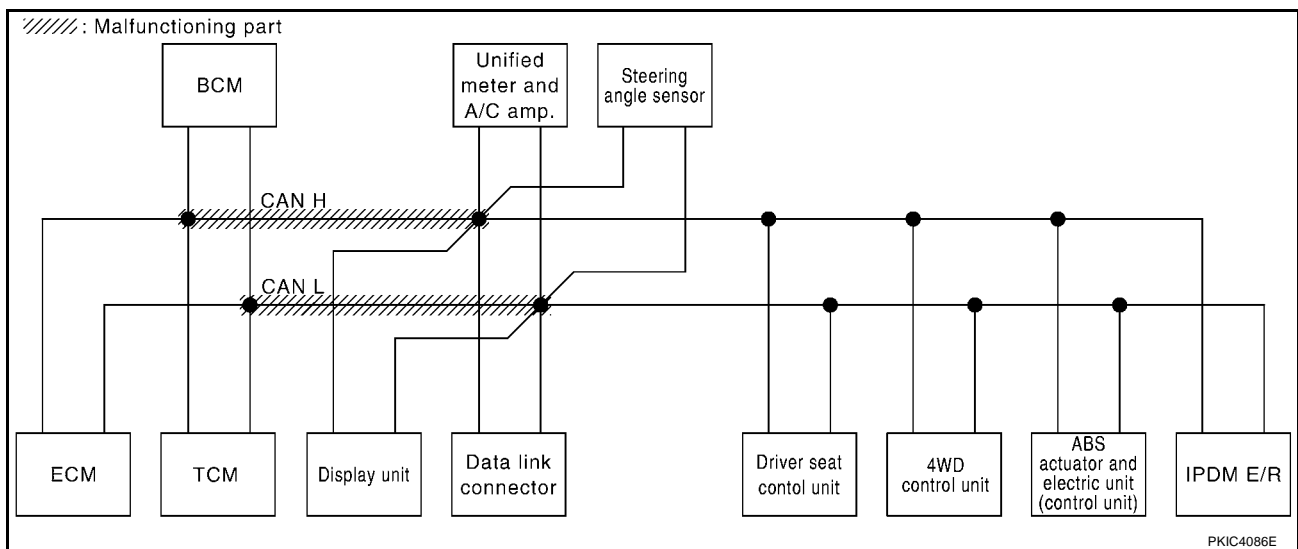 : Malfunctioning part
BCM
Unified
meter and
A/C amp.
Steering
angle sensor
CAN H
CAN L
ECM
TCM
Display unit
Data link
connector
Driver seat
contol unit
4WD
control unit
ABS
actuator and
electric unit
(control unit)
IPDM E/R
PKIC4086E